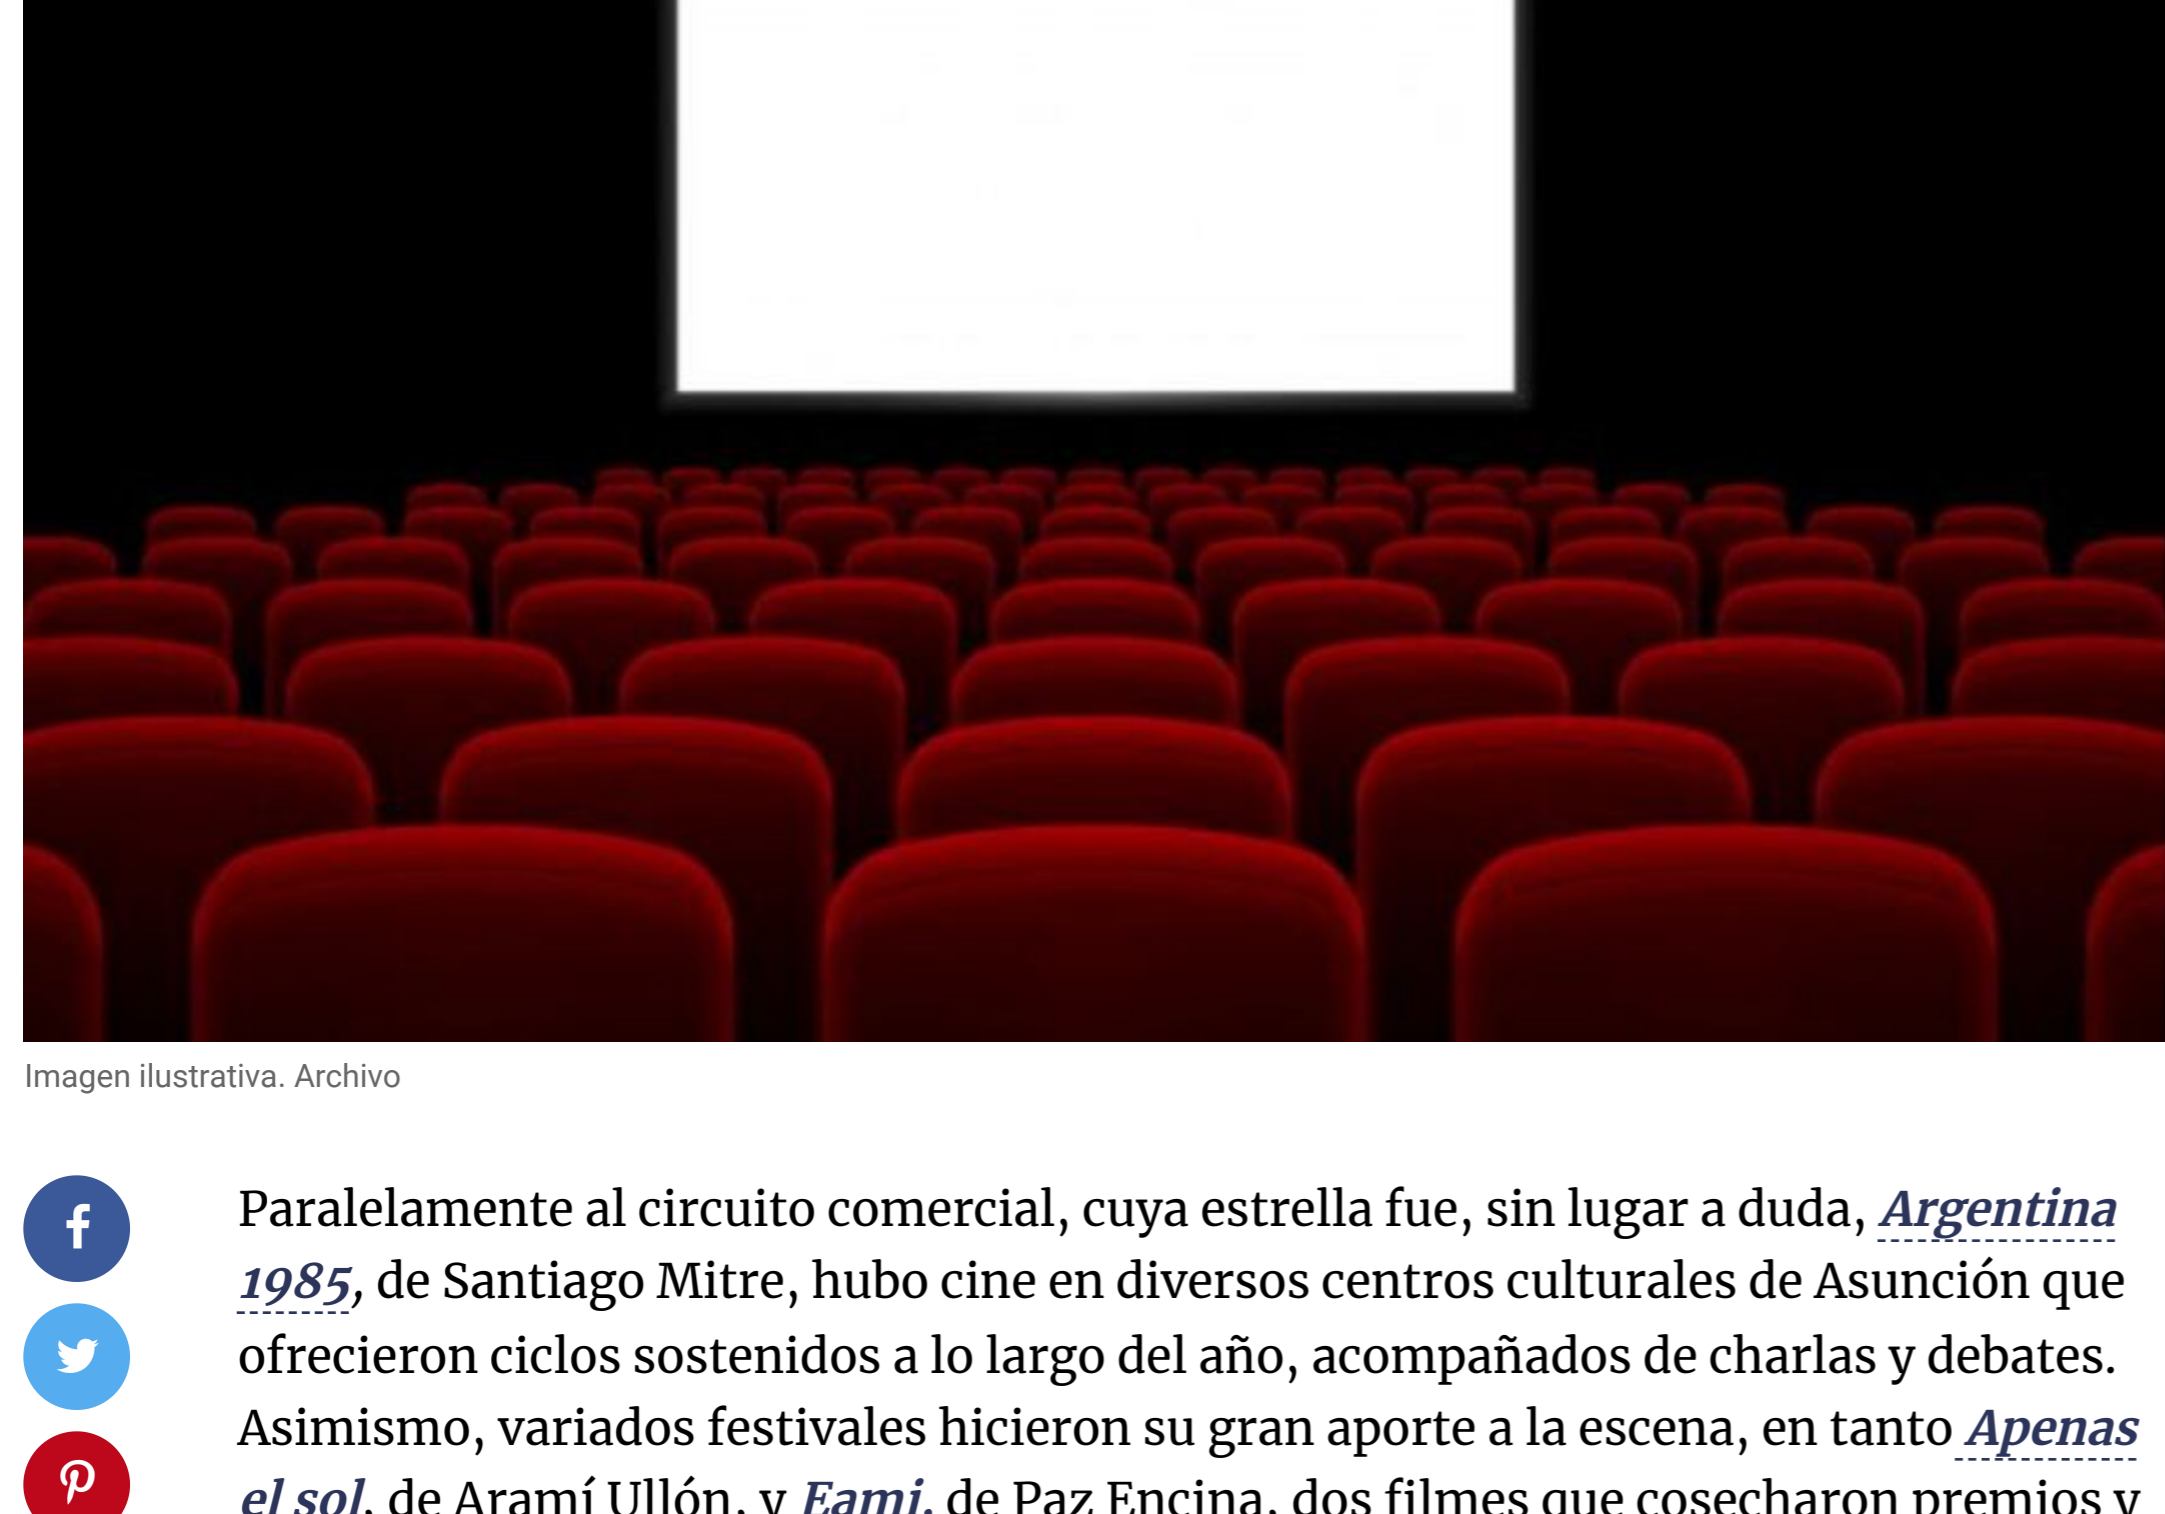 Imagen ilustrativa. Archivo
Paralelamente al circuito comercial, cuya estrella fue, sin lugar a duda, Argentina
1985, de Santiago Mitre, hubo cine en diversos centros culturales de Asunción que
ofrecieron ciclos sostenidos a lo largo del año, acompañados de charlas y debates.
Asimismo, variados festivales hicieron su gran aporte a la escena, en tanto Apenas
el sol, de Aramí Ullón, y Eami, de Paz Encina, dos filmes que cosecharon premios y